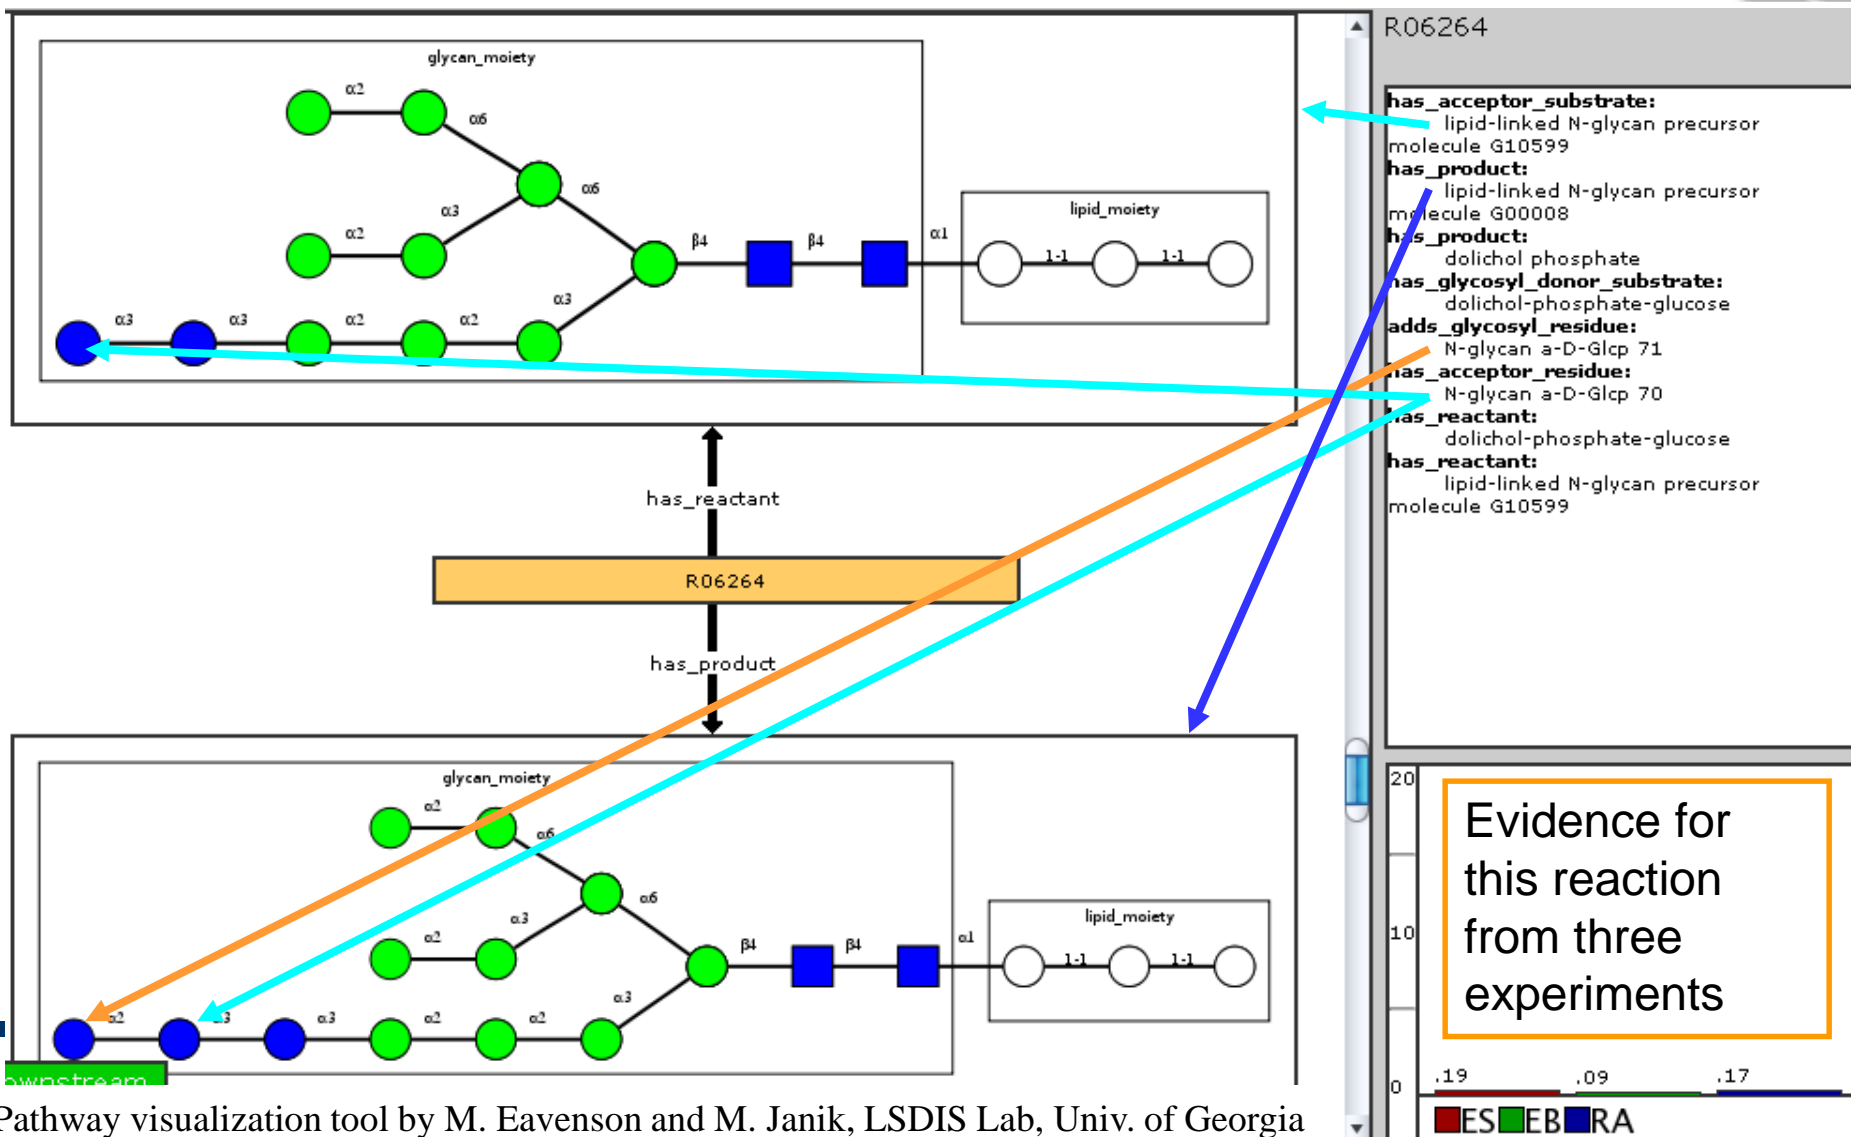 glycan_moiety
α2
α6
α6
α3
α2
β4
β4
α1
lipid_moiety
1-1
1-1
α3
α3
α3
α2
α2
has_reactant
R06264
has_product
glycan_moiety
α2
α6
α6
α3
α2
β4
β4
α1
lipid_moiety
1-1
1-1
α3
α2
α3
α3
α2
α2
ownstream
Pathway visualization tool by M. Eavenson and M. Janik, LSDIS Lab, Univ. of Georgia
R06264
has_acceptor_substrate:
lipid-linked N-glycan precursor
molecule G10599
has_product:
lipid-linked N-glycan precursor
molecule G00008
has_product:
dolichol phosphate
has_glycosyl_donor_substrate:
dolichol-phosphate-glucose
adds_glycosyl_residue:
N-glycan a-D-Glcp 71
has_acceptor_residue:
N-glycan a-D-Glcp 70
has_reactant:
dolichol-phosphate-glucose
has_reactant:
lipid-linked N-glycan precursor
molecule G10599
20
10
0
Evidence for
this reaction
from three
experiments
.19
.09
.17
ES EB RA